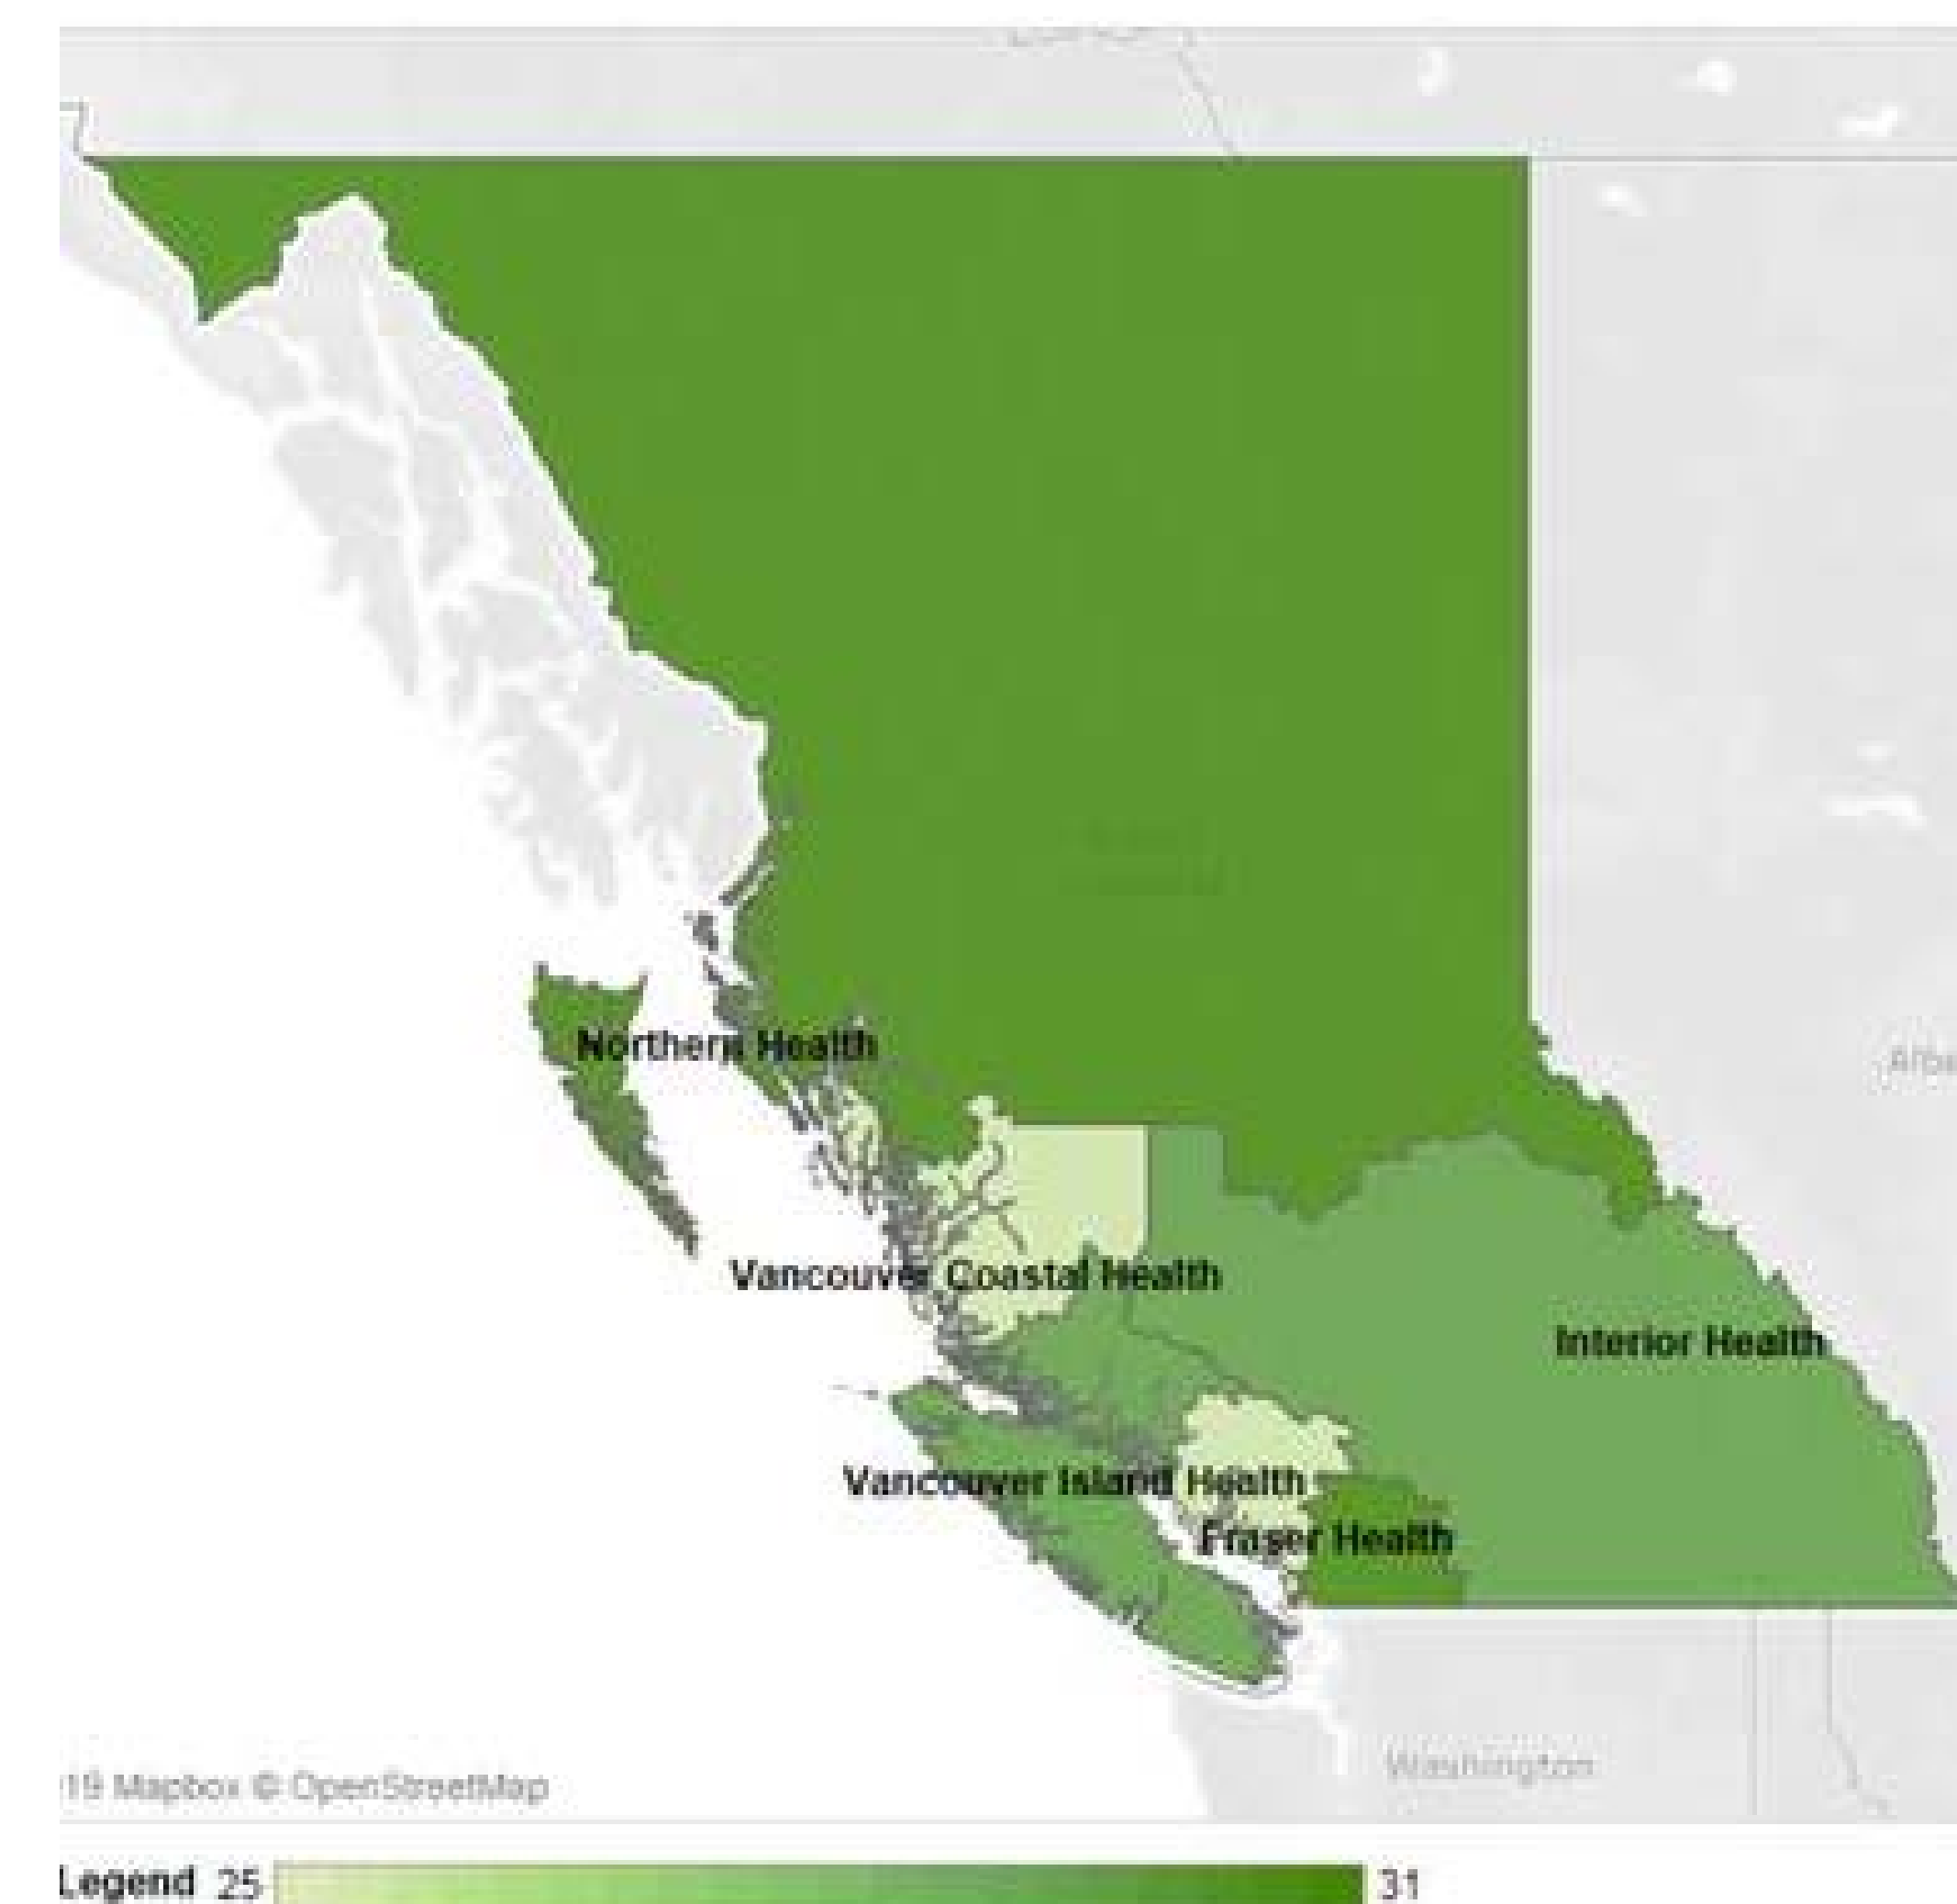 Northern Health
Vancouver Coastal Health
Interior Health
Vancouver Island Health
Fraser Health
Washington
19 Mapbox © OpenStreetMap
Legend 25 31